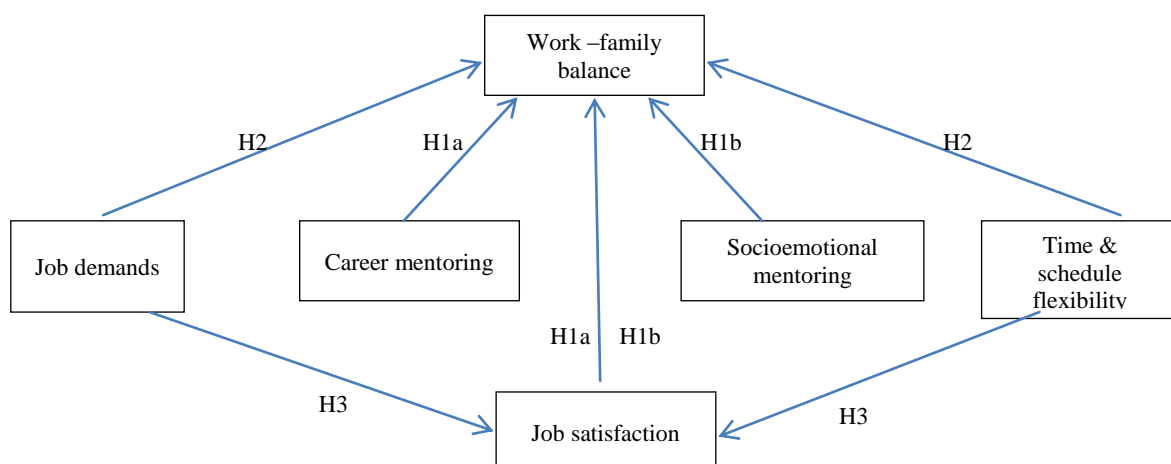 Work –family
balance
H2
H1a
H1b
H2
Job demands
Career mentoring
Socioemotional
mentoring
Time &
schedule
flexibility
H1a
H1b
H3
H3
Job satisfaction